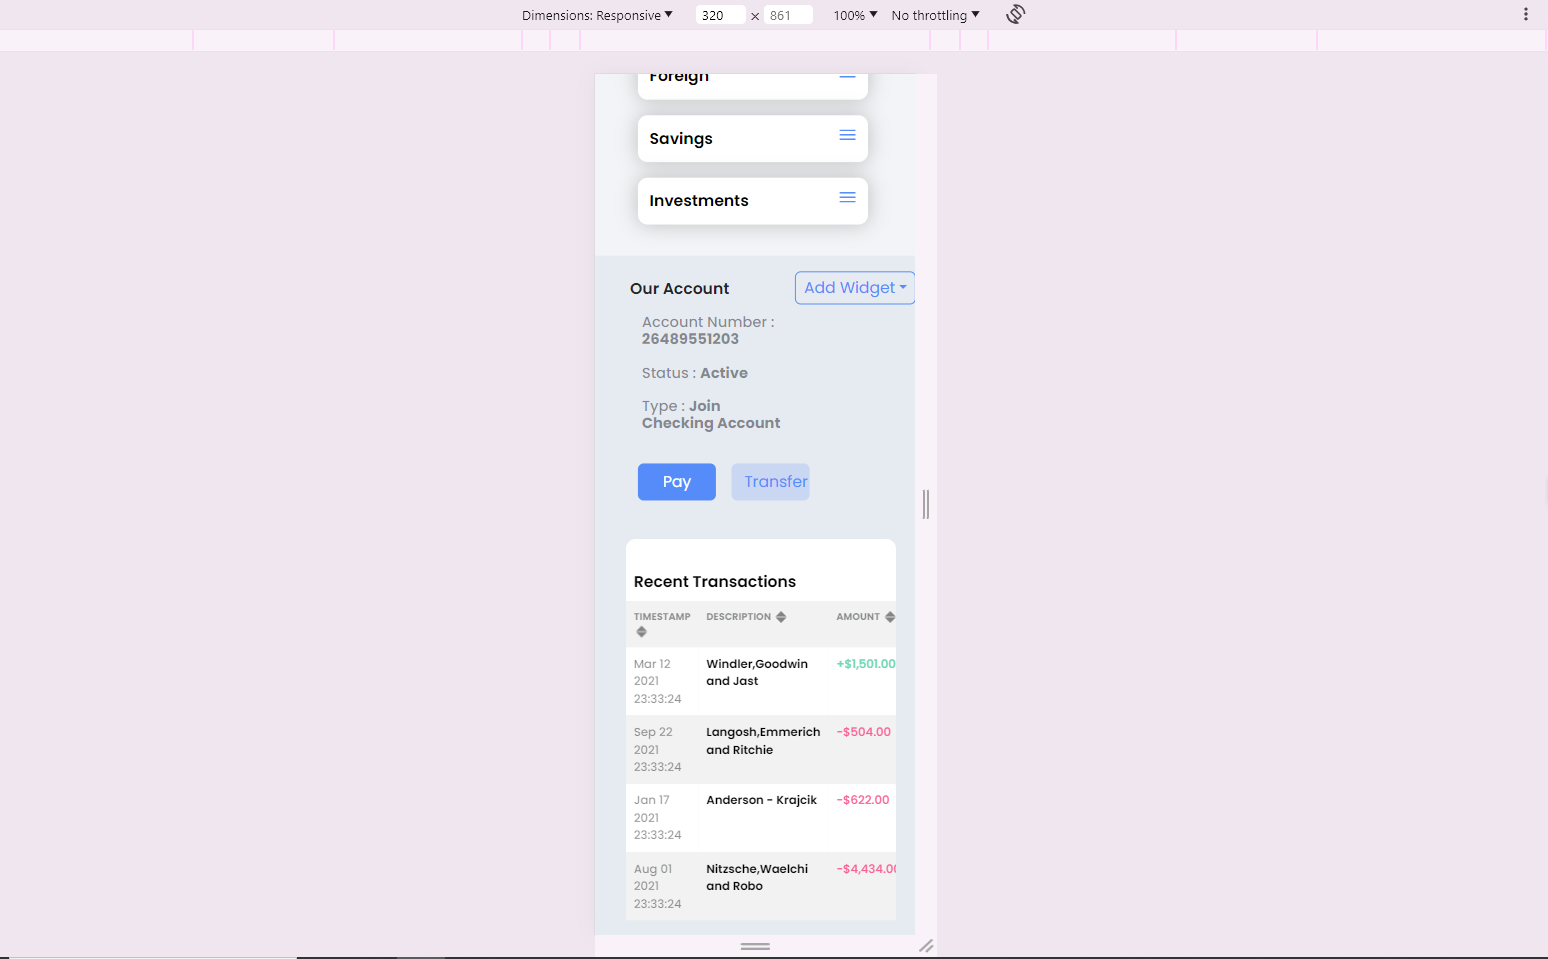 Dimensions: Responsive 320 × 861 100% No throttling
Foreign
Savings
Investments
Our Account
Add Widget
Account Number :
26489551203
Status : Active
Type : Join
Checking Account
Pay Transfer
Recent Transactions
TIMESTAMP DESCRIPTION AMOUNT
Mar 12 Windler,Goodwin +$1,501.00
2021 and Jast
23:33:24
Sep 22 Langosh,Emmerich -$504.00
2021 and Ritchie
23:33:24
Jan 17 Anderson - Krajcik -$622.00
2021
23:33:24
Aug 01 Nitzsche,Waelchi -$4,434.00
2021 and Robo
23:33:24